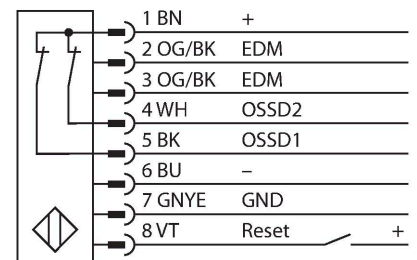 1 BN +
2 OG/BK EDM
3 OG/BK EDM
4 WH OSSD2
5 BK OSSD1
6 BU –
7 GNYE GND
8 VT Reset +